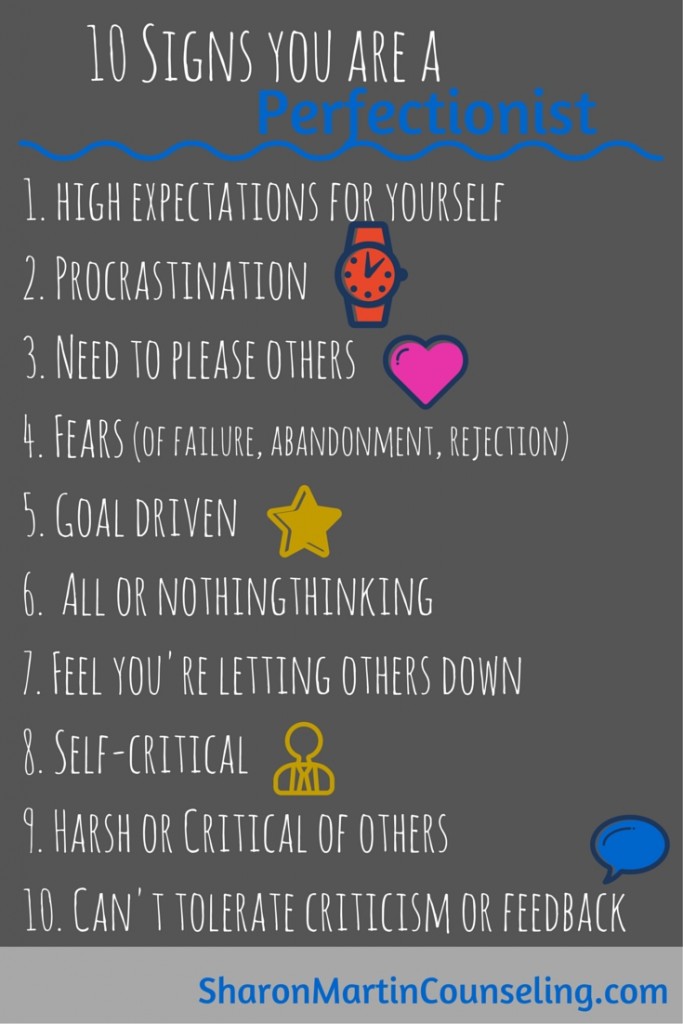 10 Signs you are a
Perfectionist
1. high expectations for yourself
2. Procrastination
3. Need to please others
4. Fears (of failure, abandonment, rejection)
5. Goal driven
6. All or nothingthinking
7. Feel you're letting others down
8. Self-critical
9. Harsh or Critical of others
10. Can't tolerate criticism or feedback
SharonMartinCounseling.com